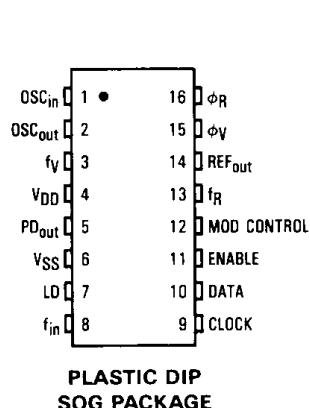 OSCin 1 16 ϕR
OSCout 2 15 ϕV
fV 3 14 REFout
VDD 4 13 fR
PDout 5 12 MOD CONTROL
VSS 6 11 ENABLE
LD 7 10 DATA
fin 8 9 CLOCK
PLASTIC DIP
SOG PACKAGE